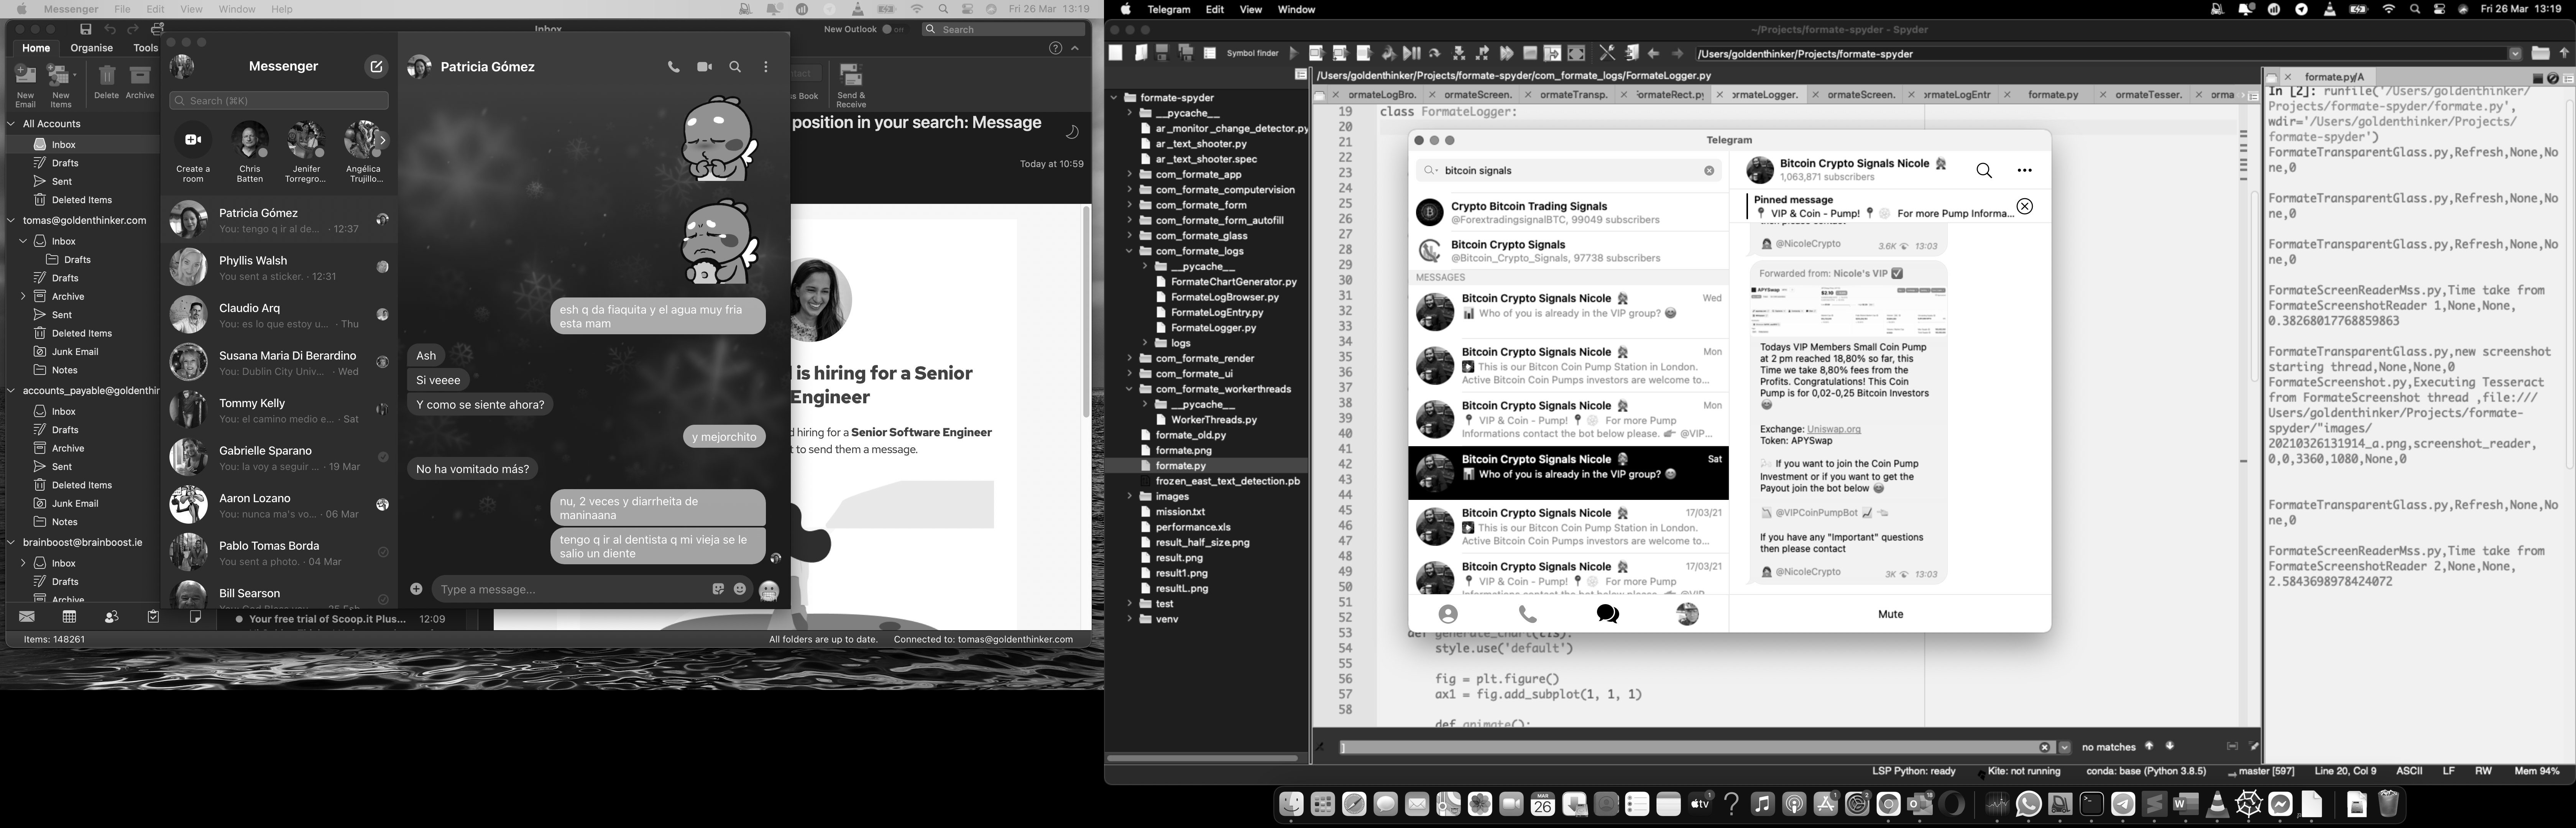 Messenger File Edit View Window Help
Fri 26 Mar 13:19
Inbox
New Outlook
Search
Home Organise Tools
New Email
New Items
Delete
Archive
Send & Receive
All Accounts
Inbox
Drafts
Sent
Deleted Items
tomas@goldenthinker.com
Inbox
Drafts
Drafts
Archive
Sent
Deleted Items
Junk Email
Notes
accounts_payable@goldenthin
Inbox
Drafts
Archive
Sent
Deleted Items
Junk Email
Notes
brainboost@brainboost.ie
Inbox
Drafts
Archive
Items: 148261
Messenger
Search (⌘K)
Create a room
Chris Batten
Jenifer Torregro...
Angélica Trujillo...
Patricia Gómez
You: tengo q ir al de... · 12:37
Phyllis Walsh
You sent a sticker. · 12:31
Claudio Arq
You: es lo que estoy u... · Thu
Susana Maria Di Berardino
You: Dublin City Univ... · Wed
Tommy Kelly
You: el camino medio e... · Sat
Gabrielle Sparano
You: la voy a seguir ... · 19 Mar
Aaron Lozano
You: nunca ma's vo... · 06 Mar
Pablo Tomas Borda
You sent a photo. · 04 Mar
Bill Searson
Your free trial of Scoop.it Plus... 12:09
Patricia Gómez
esh q da fiaquita y el agua muy fria
esta mam
Ash
Si veeee
Y como se siente ahora?
y mejorchito
No ha vomitado más?
nu, 2 veces y diarrheita de
maninaana
tengo q ir al dentista q mi vieja se le
salio un diente
Type a message...
position in your search: Message
Today at 10:59
is hiring for a Senior
Engineer
d hiring for a Senior Software Engineer
t to send them a message.
All folders are up to date. Connected to: tomas@goldenthinker.com
Telegram Edit View Window
Fri 26 Mar 13:19
~/Projects/formate-spyder - Spyder
Symbol finder
/Users/goldenthinker/Projects/formate-spyder
/Users/goldenthinker/Projects/formate-spyder/com_formate_logs/FormateLogger.py
ormateLogBro. ormateScreen. ormateTransp. ormateRect.py ormateLogger. ormateScreen. ormateLogEntr formate.py ormateTesser. orma
formate-spyder
__pycache__
ar_monitor_change_detector.py
ar_text_shooter.py
ar_text_shooter.spec
com_formate_app
com_formate_computervision
com_formate_form
com_formate_form_autofill
com_formate_glass
com_formate_logs
__pycache__
FormateChartGenerator.py
FormateLogBrowser.py
FormateLogEntry.py
FormateLogger.py
logs
com_formate_render
com_formate_ui
com_formate_workerthreads
__pycache__
WorkerThreads.py
formate_old.py
formate.png
formate.py
frozen_east_text_detection.pb
images
mission.txt
performance.xls
result_half_size.png
result.png
result1.png
resultL.png
test
venv
19 class FormateLogger:
20
21
22
23
24
25
26
27
28
29
30
31
32
33
34
35
36
37
38
39
40
41
42
43
44
45
46
47
48
49
50
51
52
53 def generate_chart(cls):
54 style.use('default')
55
56 fig = plt.figure()
57 ax1 = fig.add_subplot(1, 1, 1)
58
def animate():
Telegram
bitcoin signals
Crypto Bitcoin Trading Signals
@ForextradingsignalBTC, 99049 subscribers
Bitcoin Crypto Signals
@Bitcoin_Crypto_Signals, 97738 subscribers
MESSAGES
Bitcoin Crypto Signals Nicole Wed
Who of you is already in the VIP group?
Bitcoin Crypto Signals Nicole Mon
This is our Bitcon Coin Pump Station in London.
Active Bitcoin Coin Pumps investors are welcome to...
Bitcoin Crypto Signals Nicole Mon
VIP & Coin - Pump! For more Pump
Informations contact the bot below please. @VIP...
Bitcoin Crypto Signals Nicole Sat
Who of you is already in the VIP group?
Bitcoin Crypto Signals Nicole 17/03/21
This is our Bitcon Coin Pump Station in London.
Active Bitcoin Coin Pumps investors are welcome to...
Bitcoin Crypto Signals Nicole 17/03/21
VIP & Coin - Pump! For more Pump
Bitcoin Crypto Signals Nicole
1,063,871 subscribers
Pinned message
VIP & Coin - Pump! For more Pump Informa...
@NicoleCrypto
3.6K 13:03
Forwarded from: Nicole's VIP
APYSwap
$2.10
Todays VIP Members Small Coin Pump
at 2 pm reached 18,80% so far, this
Time we take 8,80% fees from the
Profits. Congratulations! This Coin
Pump is for 0,02-0,25 Bitcoin Investors
Exchange: Uniswap.org
Token: APYSwap
If you want to join the Coin Pump
Investment or if you want to get the
Payout join the bot below
@VIPCoinPumpBot
If you have any "Important" questions
then please contact
@NicoleCrypto
3K 13:03
Mute
formate.py/A
In [2]: runfile('/Users/goldenthinker/
Projects/formate-spyder/formate.py',
wdir='/Users/goldenthinker/Projects/
formate-spyder')
FormateTransparentGlass.py,Refresh,None,No
ne,0
FormateTransparentGlass.py,Refresh,None,No
ne,0
FormateTransparentGlass.py,Refresh,None,No
ne,0
FormateScreenReaderMss.py,Time take from
FormateScreenshotReader 1,None,None,
0.38268017768859863
FormateTransparentGlass.py,new screenshot
starting thread,None,None,0
FormateScreenshot.py,Executing Tesseract
from FormateScreenshot thread ,file:///
Users/goldenthinker/Projects/formate-
spyder/"images/
20210326131914_a.png,screenshot_reader,
0,0,3360,1080,None,0
FormateTransparentGlass.py,Refresh,None,No
ne,0
FormateScreenReaderMss.py,Time take from
FormateScreenshotReader 2,None,None,
2.5843698978424072
]
no matches
LSP Python: ready Kite: not running conda: base (Python 3.8.5) master [597] Line 20, Col 9 ASCII LF RW Mem 94%
MAR
26
tv